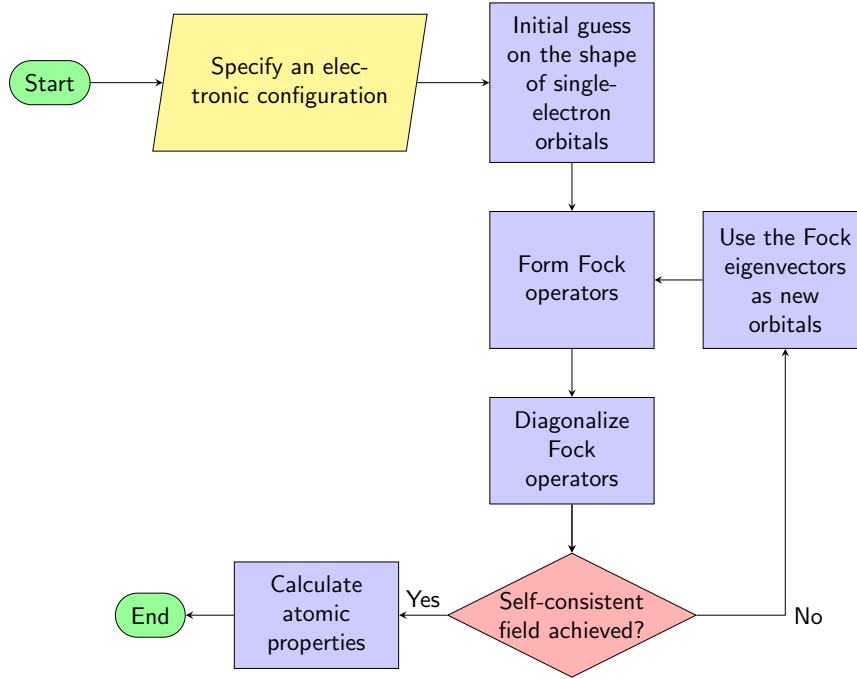 Start
Specify an elec-
tronic configuration
Initial guess
on the shape
of single-
electron
orbitals
Form Fock
operators
Use the Fock
eigenvectors
as new
orbitals
Diagonalize
Fock
operators
Self-consistent
field achieved?
Yes
No
Calculate
atomic
properties
End